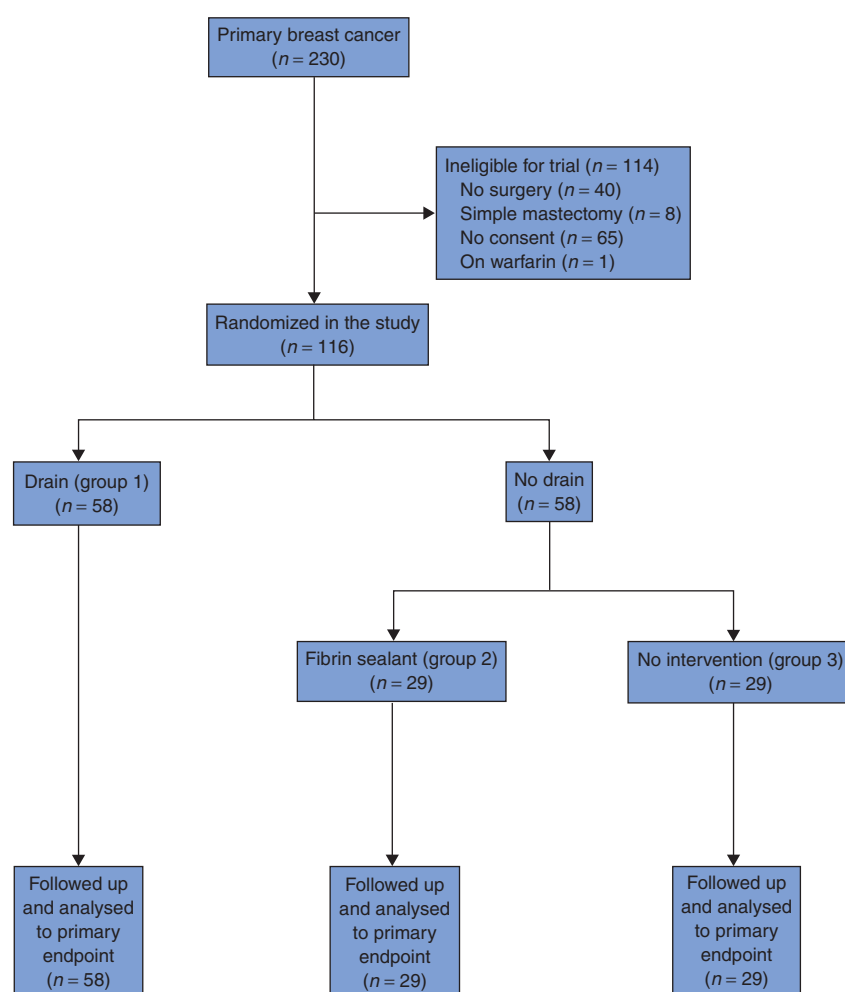 Primary breast cancer
(n = 230)
Ineligible for trial (n = 114)
No surgery (n = 40)
Simple mastectomy (n = 8)
No consent (n = 65)
On warfarin (n = 1)
Randomized in the study
(n = 116)
Drain (group 1)
(n = 58)
No drain
(n = 58)
Fibrin sealant (group 2)
(n = 29)
No intervention (group 3)
(n = 29)
Followed up
and analysed
to primary
endpoint
(n = 58)
Followed up
and analysed
to primary
endpoint
(n = 29)
Followed up
and analysed
to primary
endpoint
(n = 29)